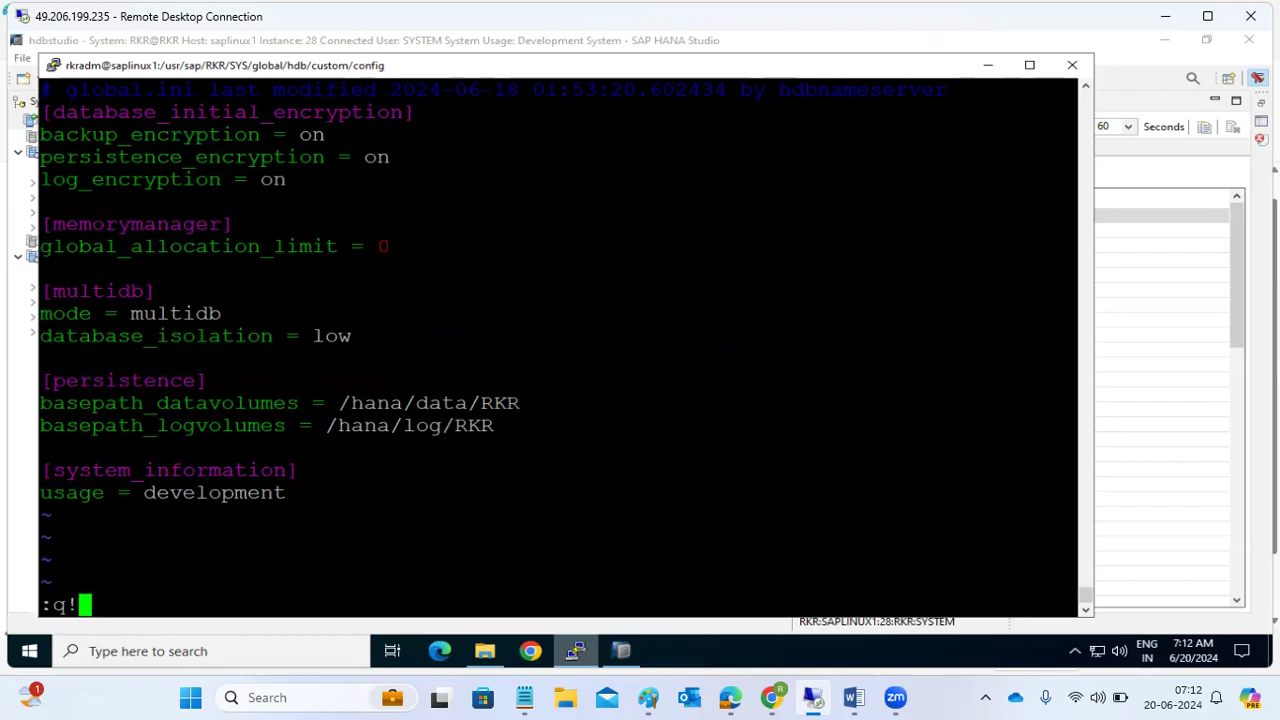 49.206.199.235 - Remote Desktop Connection
hdbstudio - System: RKR@RKR Host: saplinux1 Instance: 28 Connected User: SYSTEM System Usage: Development System - SAP HANA Studio
File
rkradm@saplinux1:/usr/sap/RKR/SYS/global/hdb/custom/config
# global.ini last modified 2024-06-18 01:53:20.602434 by hdbnameserver
[database_initial_encryption]
backup_encryption = on
persistence_encryption = on
log_encryption = on
60 Seconds
[memorymanager]
global_allocation_limit = 0
[multidb]
mode = multidb
database_isolation = low
[persistence]
basepath_datavolumes = /hana/data/RKR
basepath_logvolumes = /hana/log/RKR
[system_information]
usage = development
~
~
~
~
:q!
RKR:SAPLINUX1:28:RKR:SYSTEM
Type here to search
ENG
IN
7:12 AM
6/20/2024
1
Search
R
zm
07:12
20-06-2024
PRE